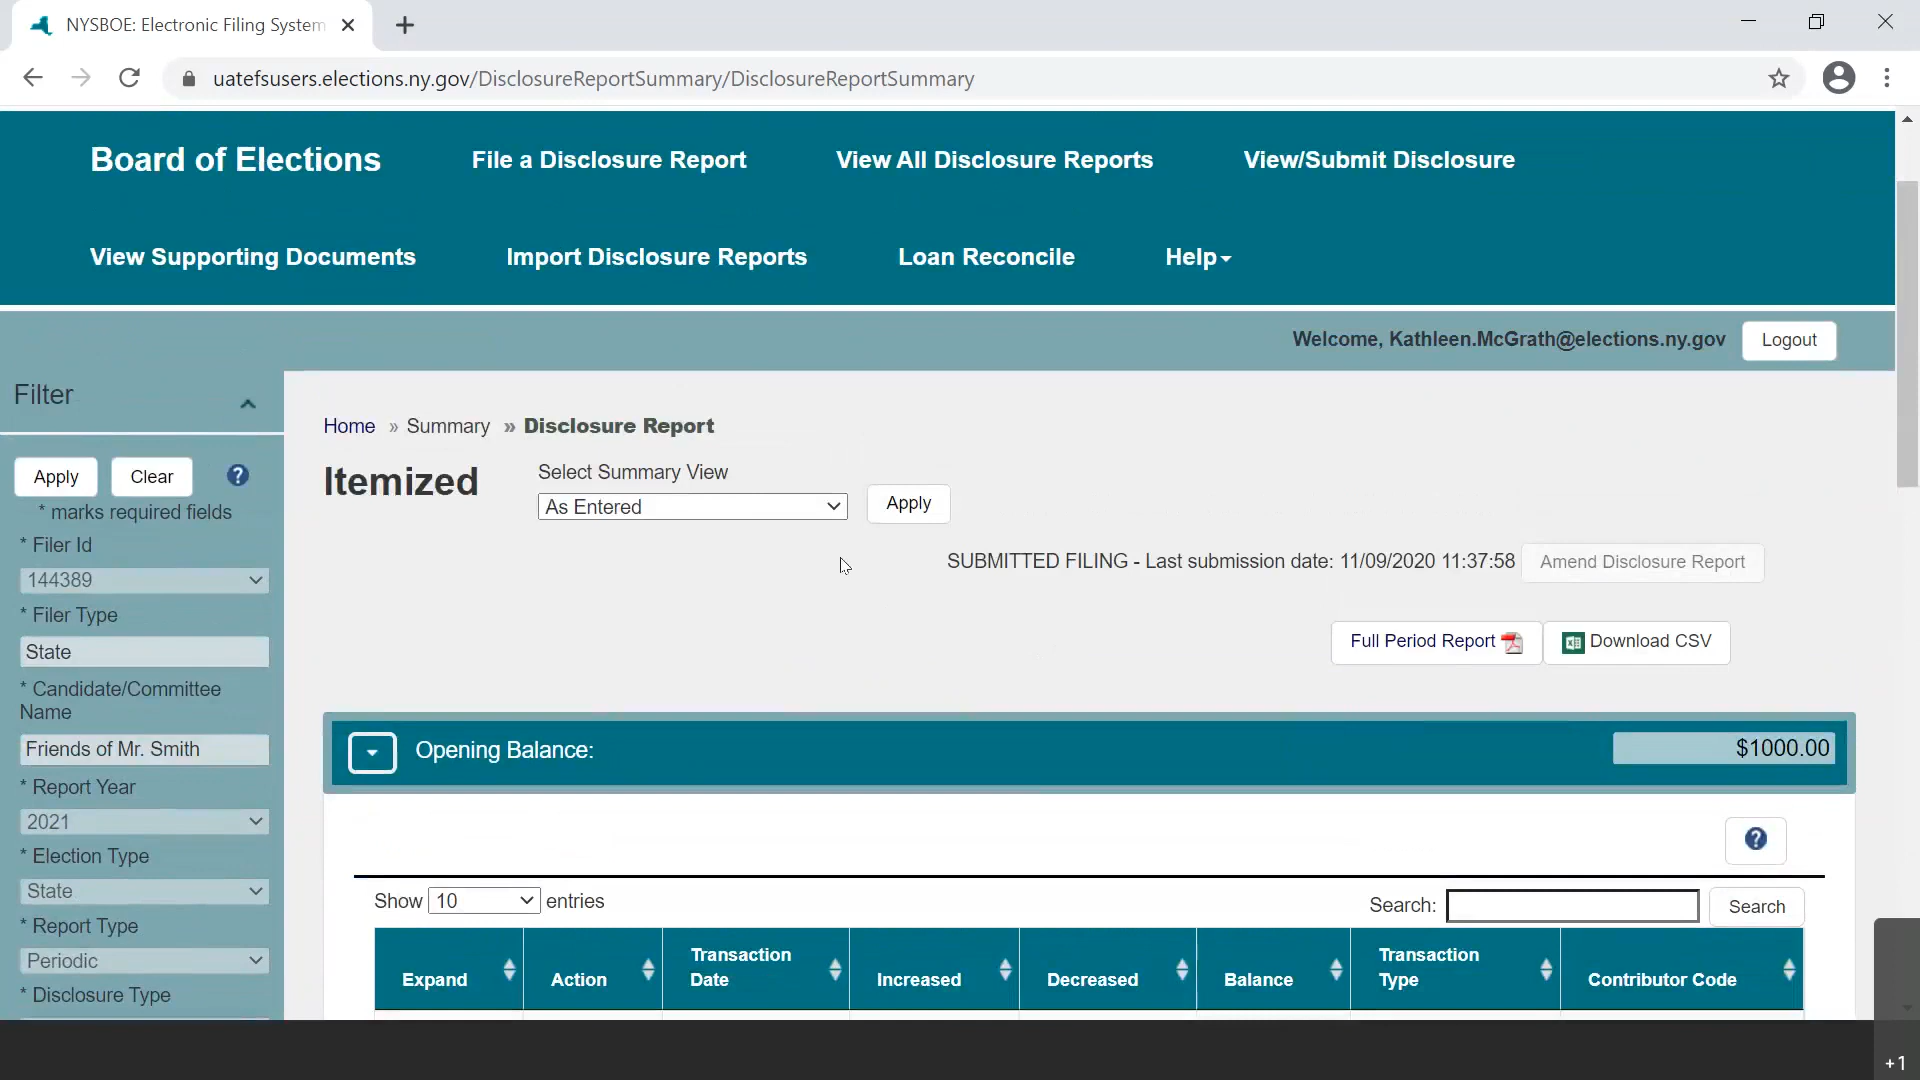 NYSBOE: Electronic Filing System
uatefsusers.elections.ny.gov/DisclosureReportSummary/DisclosureReportSummary
Board of Elections
File a Disclosure Report
View All Disclosure Reports
View/Submit Disclosure
View Supporting Documents
Import Disclosure Reports
Loan Reconcile
Help
Welcome, Kathleen.McGrath@elections.ny.gov
Logout
Filter
Apply
Clear
?
* marks required fields
* Filer Id
144389
* Filer Type
State
* Candidate/Committee
Name
Friends of Mr. Smith
* Report Year
2021
* Election Type
State
* Report Type
Periodic
* Disclosure Type
Home » Summary » Disclosure Report
Itemized
Select Summary View
As Entered
Apply
SUBMITTED FILING - Last submission date: 11/09/2020 11:37:58
Amend Disclosure Report
Full Period Report
Download CSV
Opening Balance:
$1000.00
?
Show 10 entries
Search:
Search
Expand
Action
Transaction
Date
Increased
Decreased
Balance
Transaction
Type
Contributor Code
+1